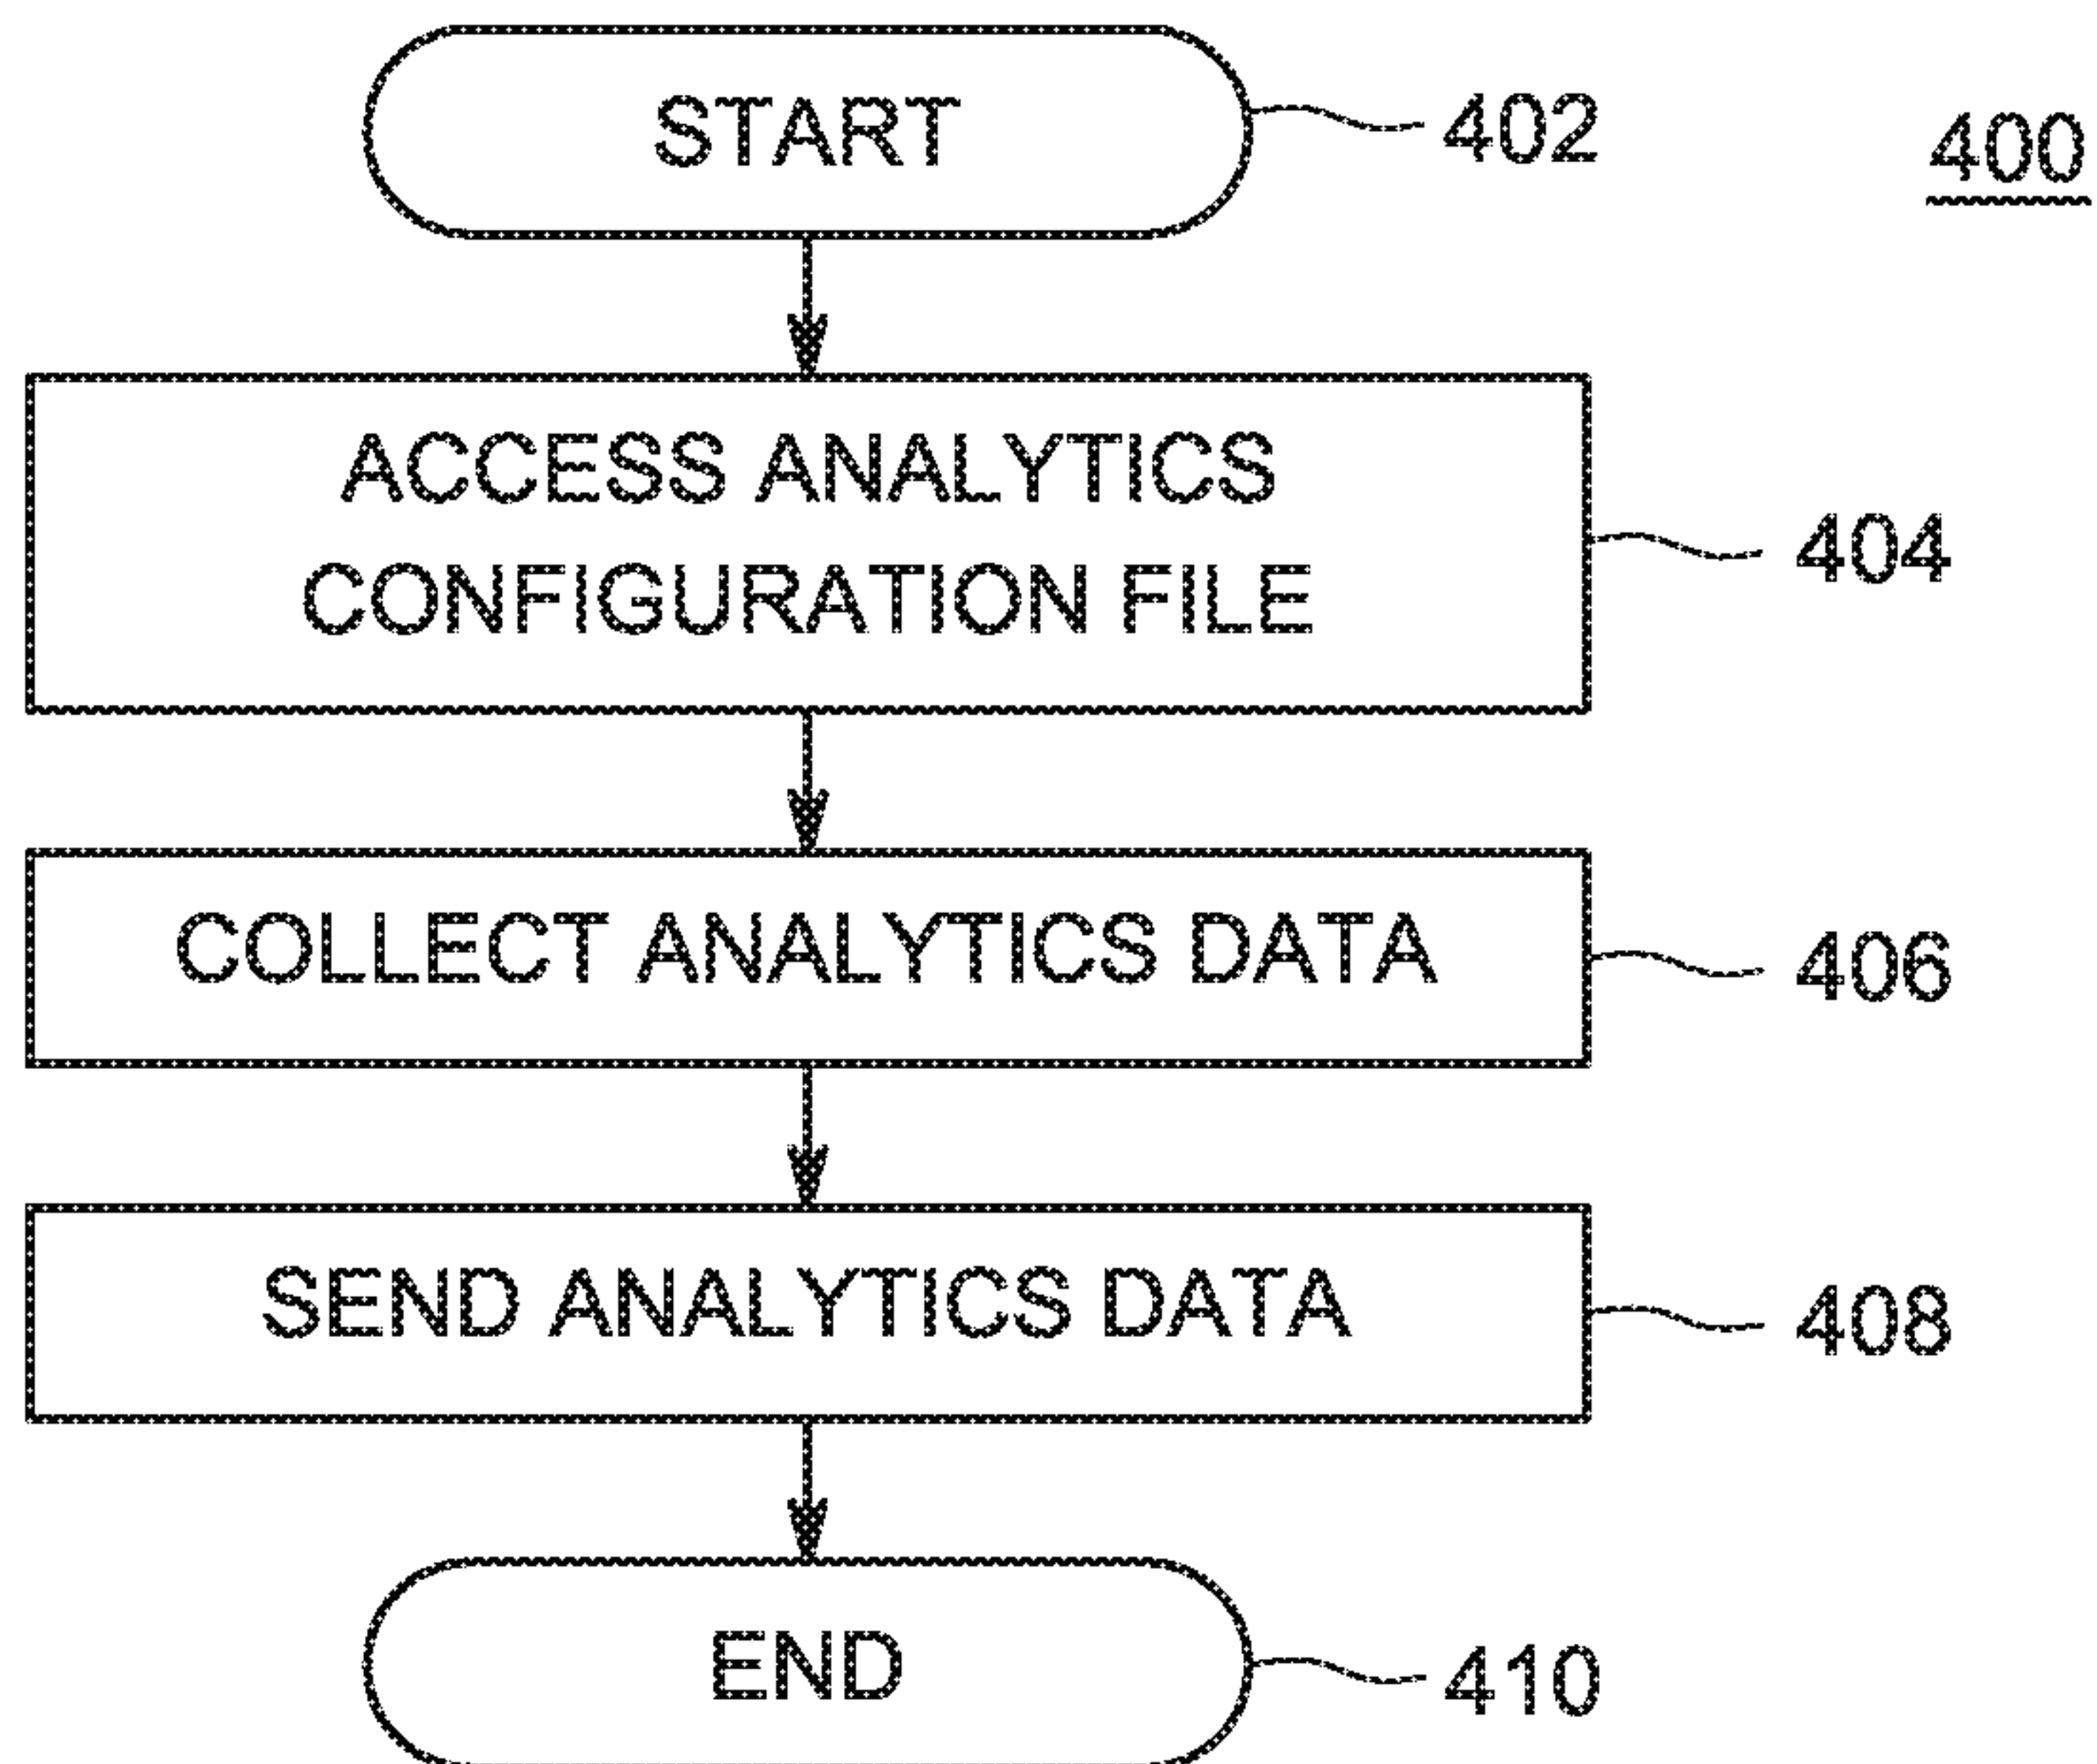 START
402
400
ACCESS ANALYTICS
CONFIGURATION FILE
404
COLLECT ANALYTICS DATA
406
SEND ANALYTICS DATA
408
END
410